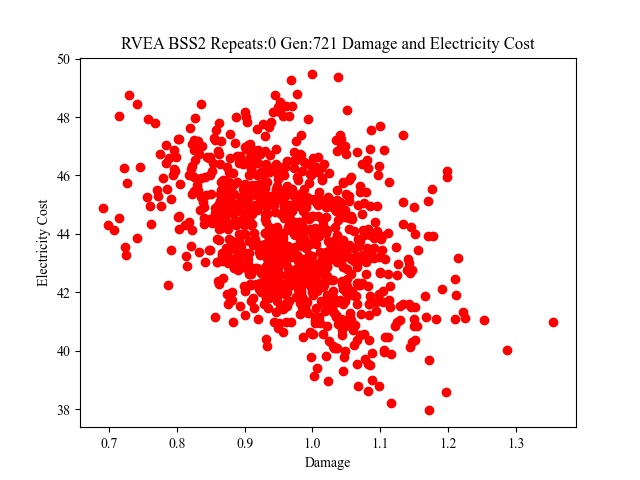 RVEA BSS2 Repeats:0 Gen:721 Damage and Electricity Cost
50
48
46
44
42
40
38
Electricity Cost
0.7 0.8 0.9 1.0 1.1 1.2 1.3
Damage